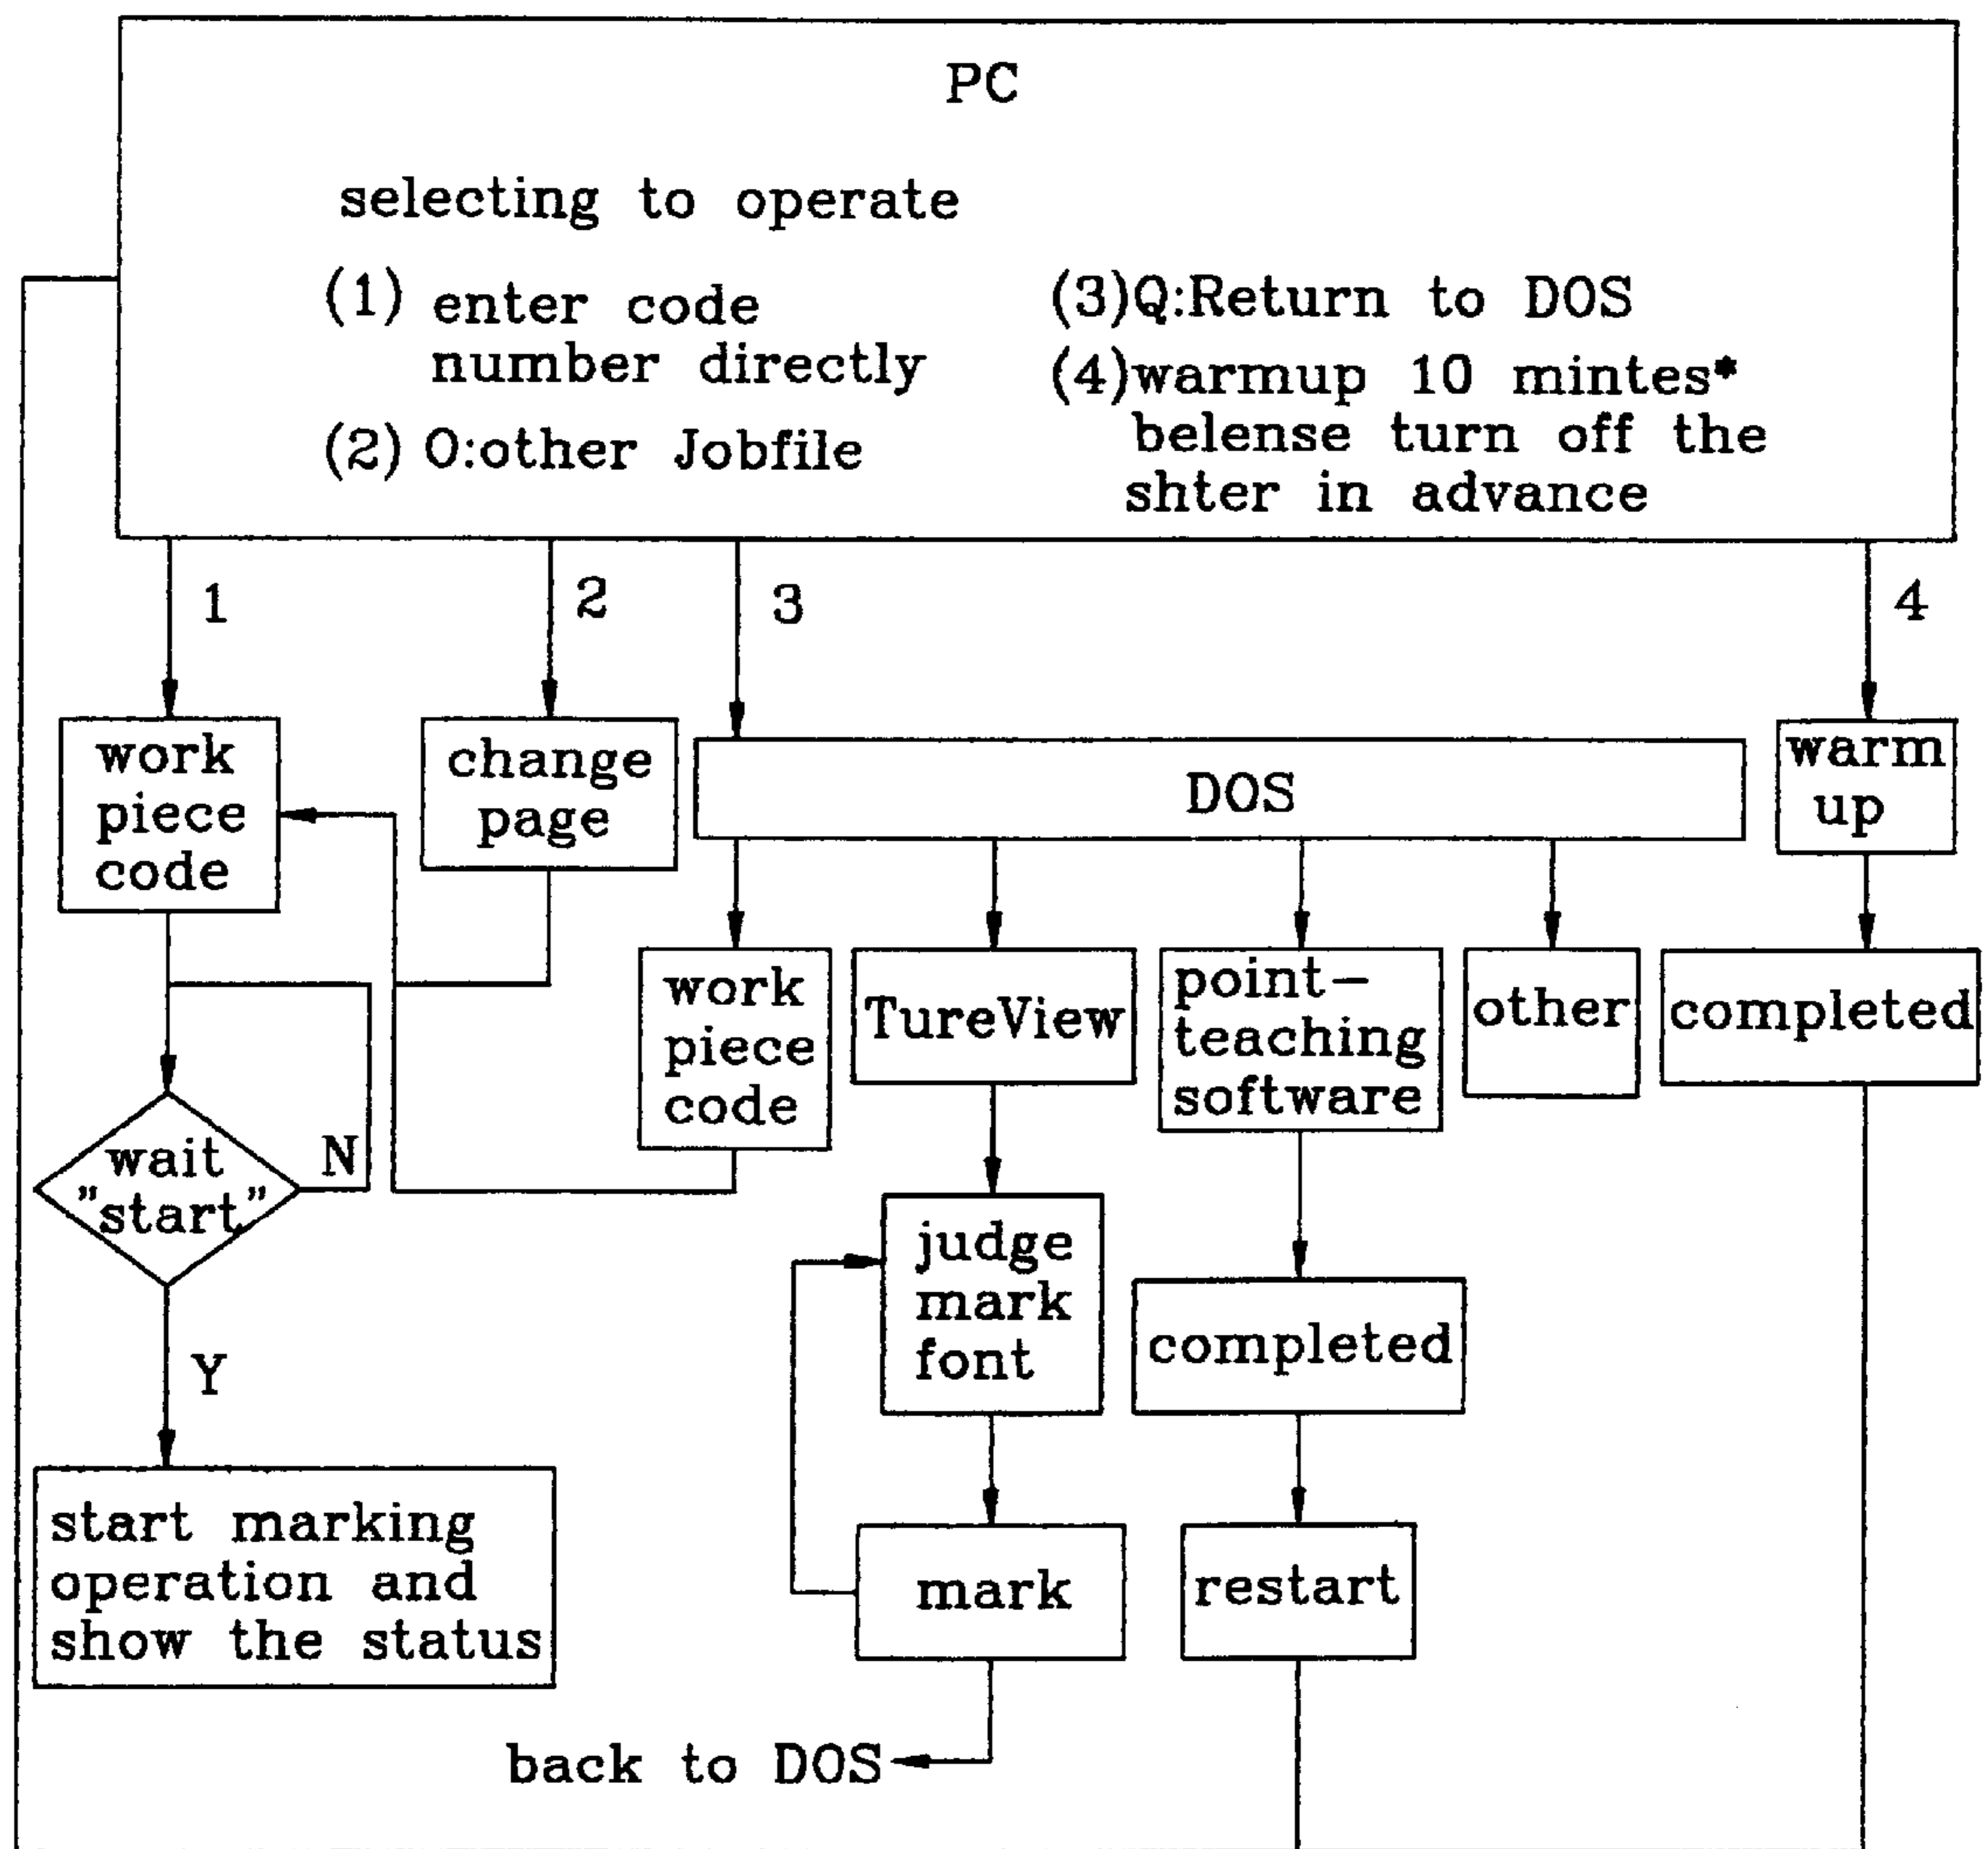 PC
selecting to operate
(1) enter code
number directly
(2) O:other Jobfile
(3)Q:Return to DOS
(4)warmup 10 mintes*
belense turn off the
shter in advance
1
2
3
4
work
piece
code
change
page
DOS
warm
up
work
piece
code
TureView
point-
teaching
software
other
completed
wait
"start"
N
Y
judge
mark
font
completed
start marking
operation and
show the status
mark
restart
back to DOS